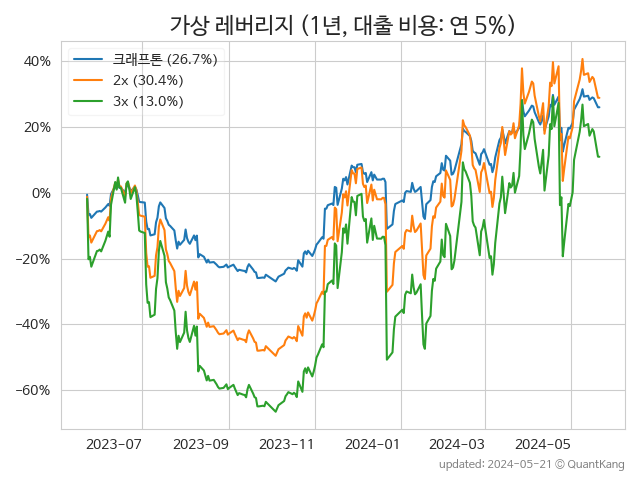 가상 레버리지 (1년, 대출 비용: 연 5%)
크래프톤 (26.7%)
2x (30.4%)
3x (13.0%)
40%
20%
0%
−20%
−40%
−60%
2023-07
2023-09
2023-11
2024-01
2024-03
2024-05
updated: 2024-05-21 © QuantKang